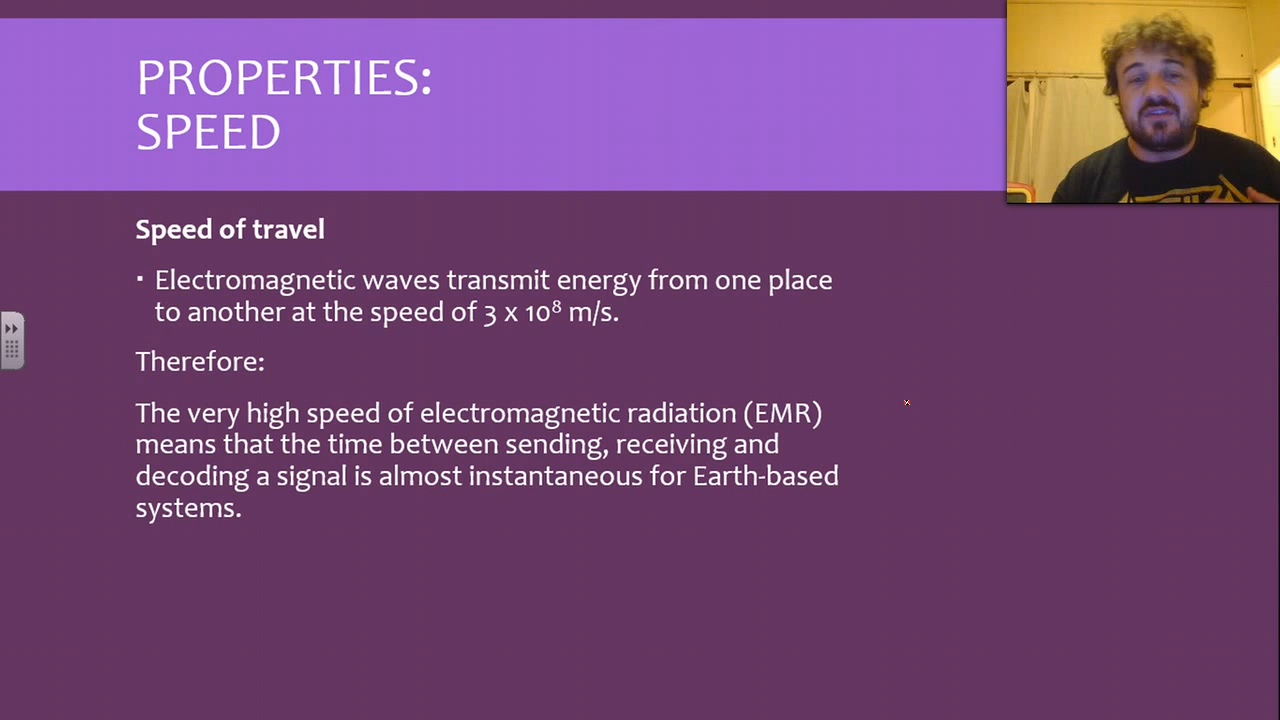 PROPERTIES:
SPEED
Speed of travel
▪ Electromagnetic waves transmit energy from one place
to another at the speed of 3 x 10⁸ m/s.
Therefore:
The very high speed of electromagnetic radiation (EMR)
means that the time between sending, receiving and
decoding a signal is almost instantaneous for Earth-based
systems.